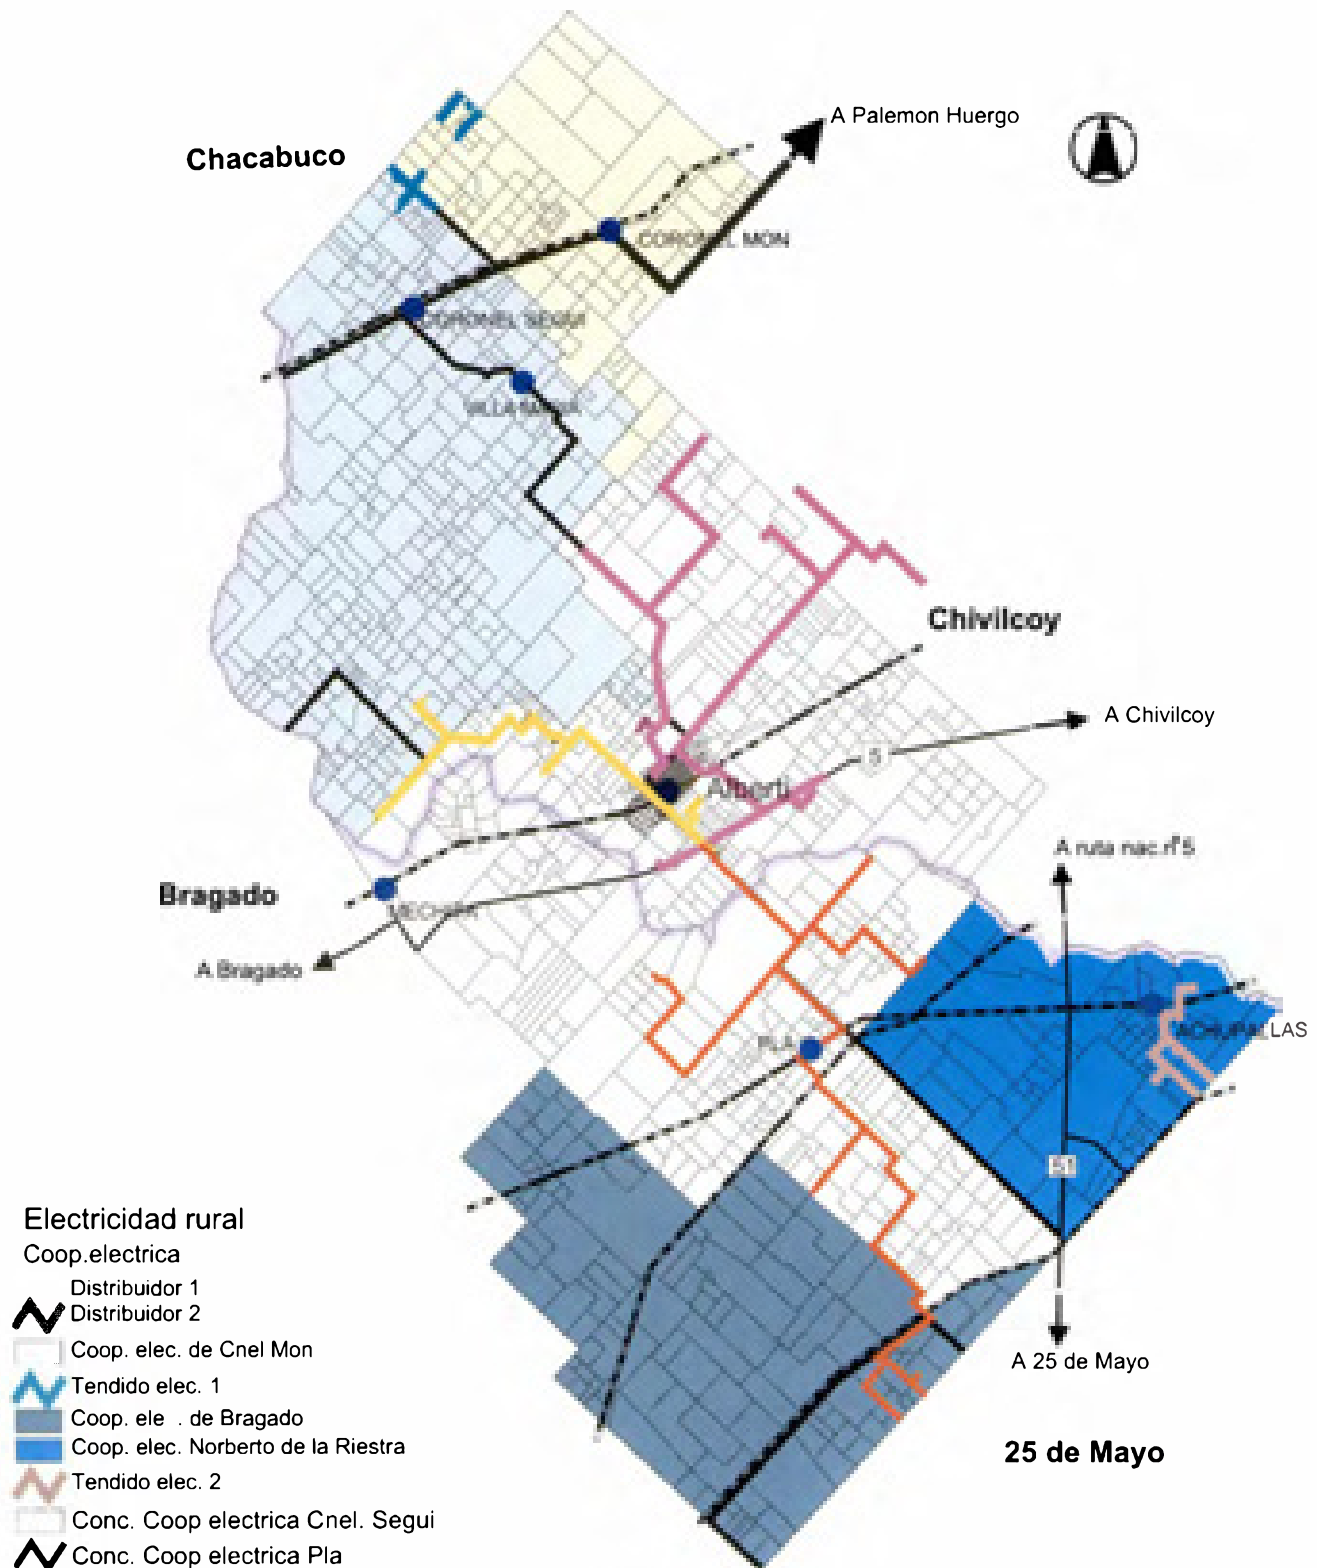 A Palemon Huergo
Chacabuco
CORONEL MON
CORONEL SEGUI
Chivilcoy
A Chivilcoy
5
Alberti
A ruta nac.nº5
Bragado
MECHITA
A Bragado
PLA
ACHUPALLAS
51
A 25 de Mayo
25 de Mayo
Electricidad rural
Coop.electrica
Distribuidor 1
Distribuidor 2
Coop. elec. de Cnel Mon
Tendido elec. 1
Coop. ele . de Bragado
Coop. elec. Norberto de la Riestra
Tendido elec. 2
Conc. Coop electrica Cnel. Segui
Conc. Coop electrica Pla